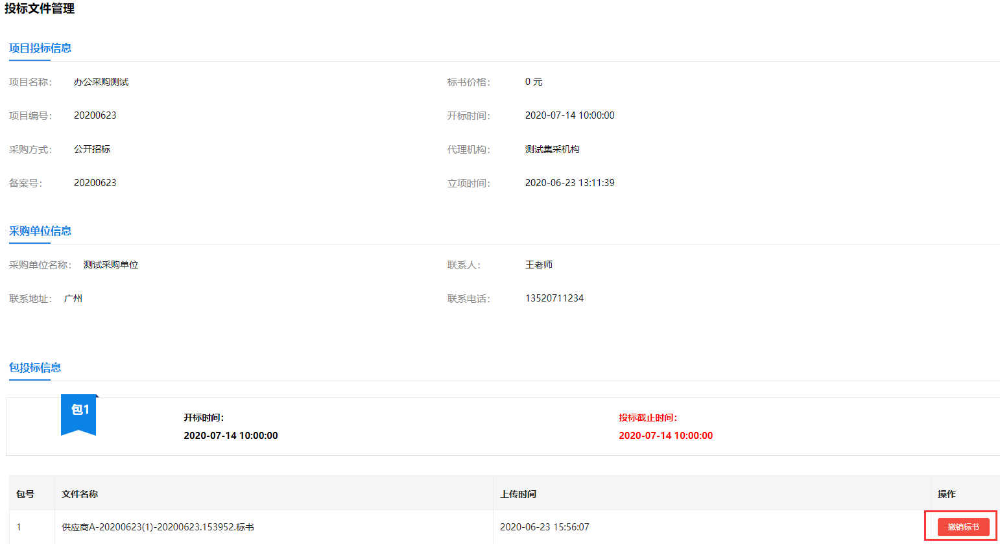 投标文件管理
项目投标信息
项目名称： 办公采购测试 标书价格： 0 元
项目编号： 20200623 开标时间： 2020-07-14 10:00:00
采购方式： 公开招标 代理机构： 测试集采机构
备案号： 20200623 立项时间： 2020-06-23 13:11:39
采购单位信息
采购单位名称： 测试采购单位 联系人： 王老师
联系地址： 广州 联系电话： 13520711234
包投标信息
包1
开标时间： 投标截止时间：
2020-07-14 10:00:00 2020-07-14 10:00:00
包号 文件名称 上传时间 操作
1 供应商A-20200623(1)-20200623.153952.标书 2020-06-23 15:56:07 撤销标书